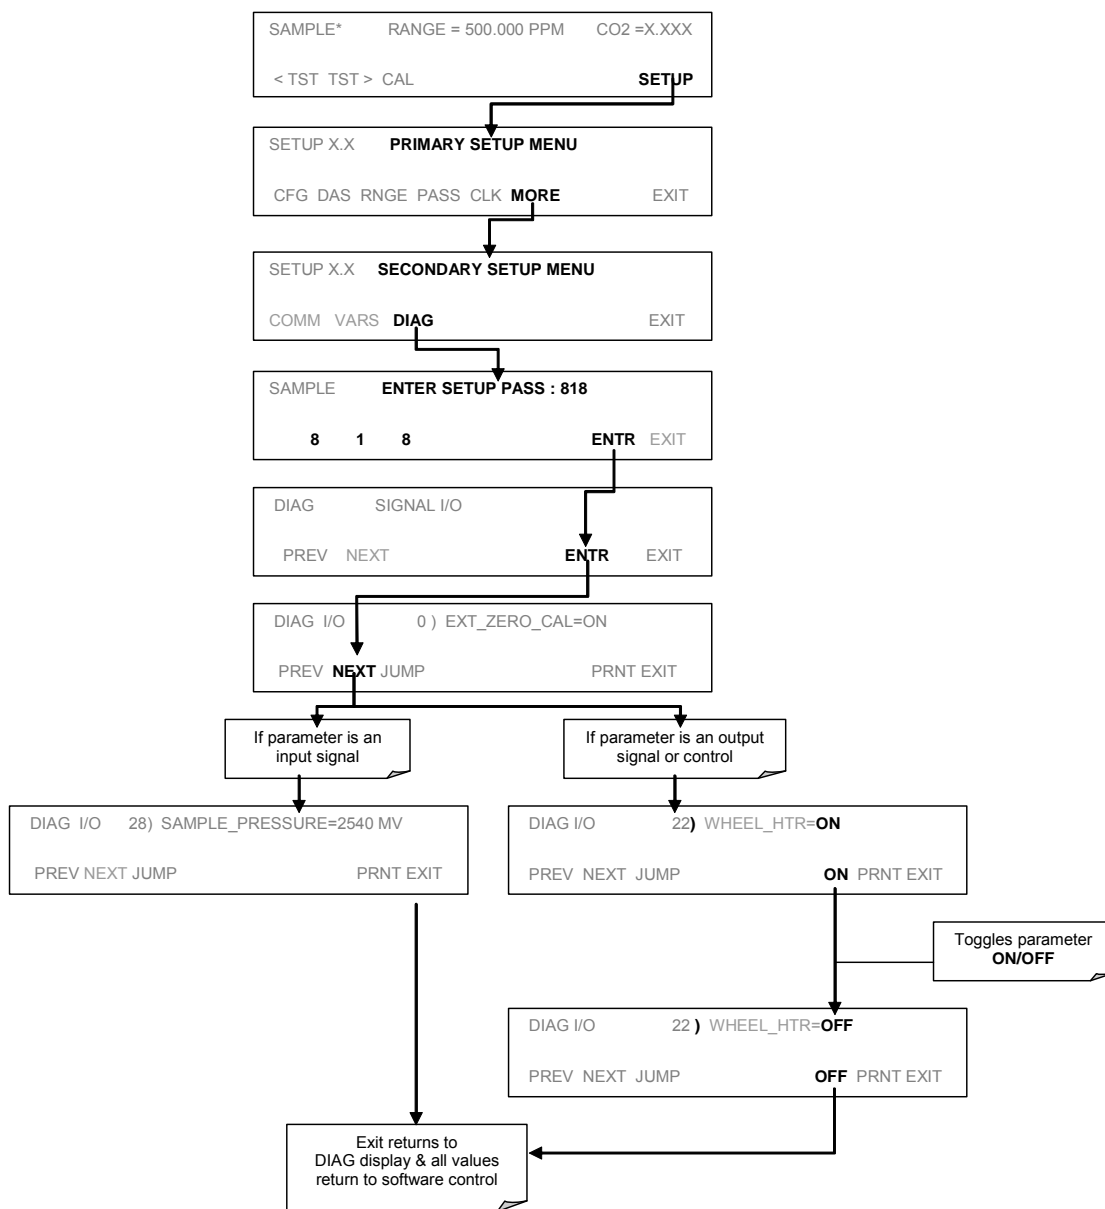 SAMPLE* RANGE = 500.000 PPM CO2 =X.XXX
< TST TST > CAL SETUP
SETUP X.X PRIMARY SETUP MENU
CFG DAS RNGE PASS CLK MORE EXIT
SETUP X.X SECONDARY SETUP MENU
COMM VARS DIAG EXIT
SAMPLE ENTER SETUP PASS : 818
8 1 8 ENTR EXIT
DIAG SIGNAL I/O
PREV NEXT ENTR EXIT
DIAG I/O 0 ) EXT_ZERO_CAL=ON
PREV NEXT JUMP PRNT EXIT
If parameter is an
input signal
If parameter is an output
signal or control
DIAG I/O 28) SAMPLE_PRESSURE=2540 MV
PREV NEXT JUMP PRNT EXIT
DIAG I/O 22) WHEEL_HTR=ON
PREV NEXT JUMP ON PRNT EXIT
Toggles parameter
ON/OFF
DIAG I/O 22 ) WHEEL_HTR=OFF
PREV NEXT JUMP OFF PRNT EXIT
Exit returns to
DIAG display & all values
return to software control